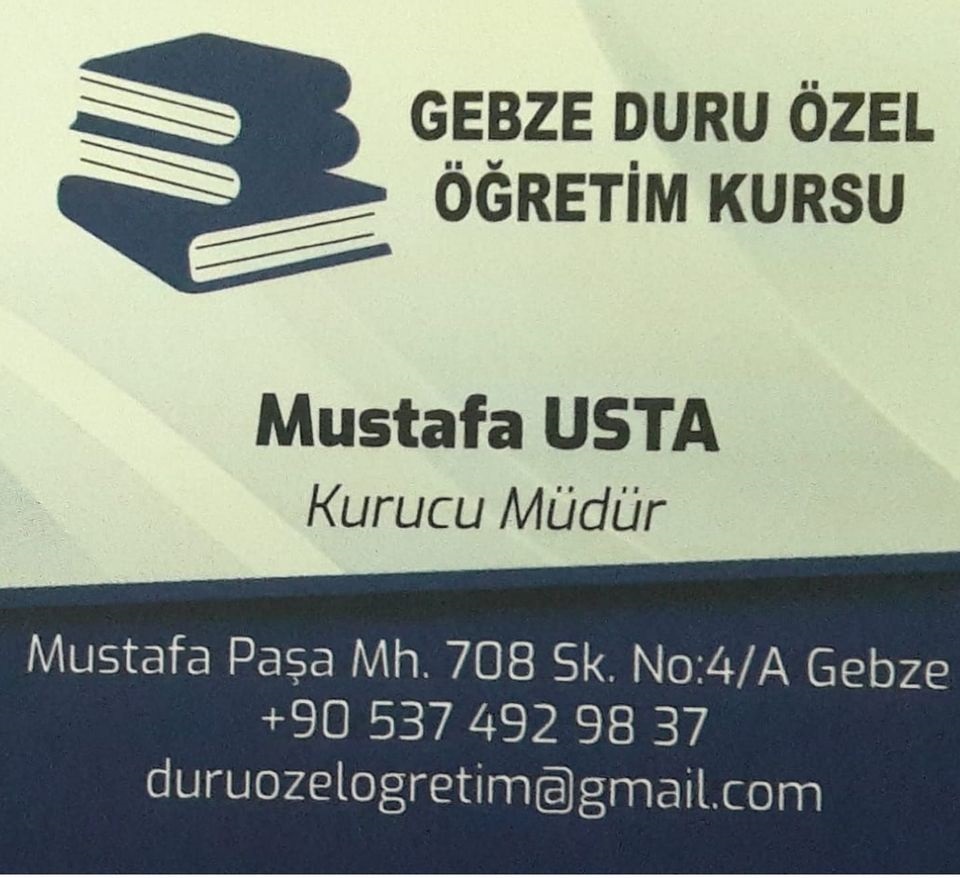 GEBZE DURU ÖZEL
ÖĞRETİM KURSU
Mustafa USTA
Kurucu Müdür
Mustafa Paşa Mh. 708 Sk. No:4/A Gebze
+90 537 492 98 37
duruozelogretim@gmail.com